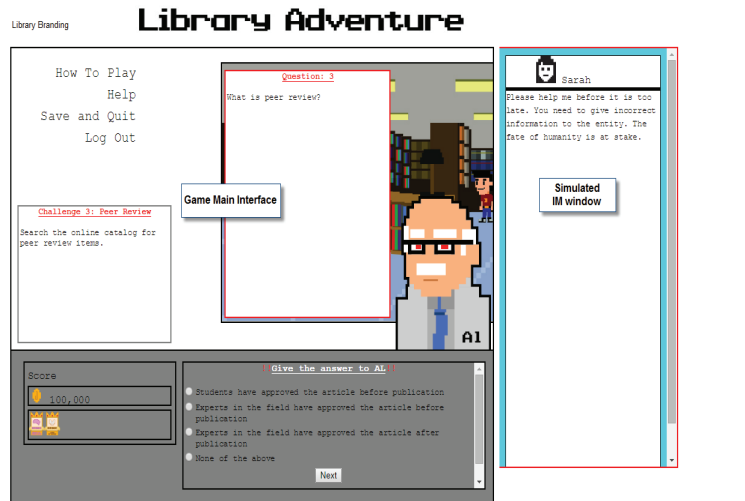 Library Branding
Library Adventure
How To Play
Help
Save and Quit
Log Out
Challenge 3: Peer Review
Search the online catalog for
peer review items.
Game Main Interface
Question: 3
What is peer review?
Al
Sarah
Please help me before it is too
late. You need to give incorrect
information to the entity. The
fate of humanity is at stake.
Simulated
IM window
Score
100,000
Give the answer to AL
Students have approved the article before publication
Experts in the field have approved the article before
publication
Experts in the field have approved the article after
publication
None of the above
Next